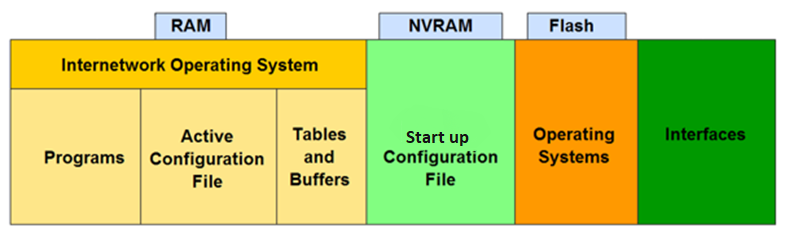 RAM
NVRAM
Flash
Internetwork Operating System
Programs
Active
Configuration
File
Tables
and
Buffers
Start up
Configuration
File
Operating
Systems
Interfaces